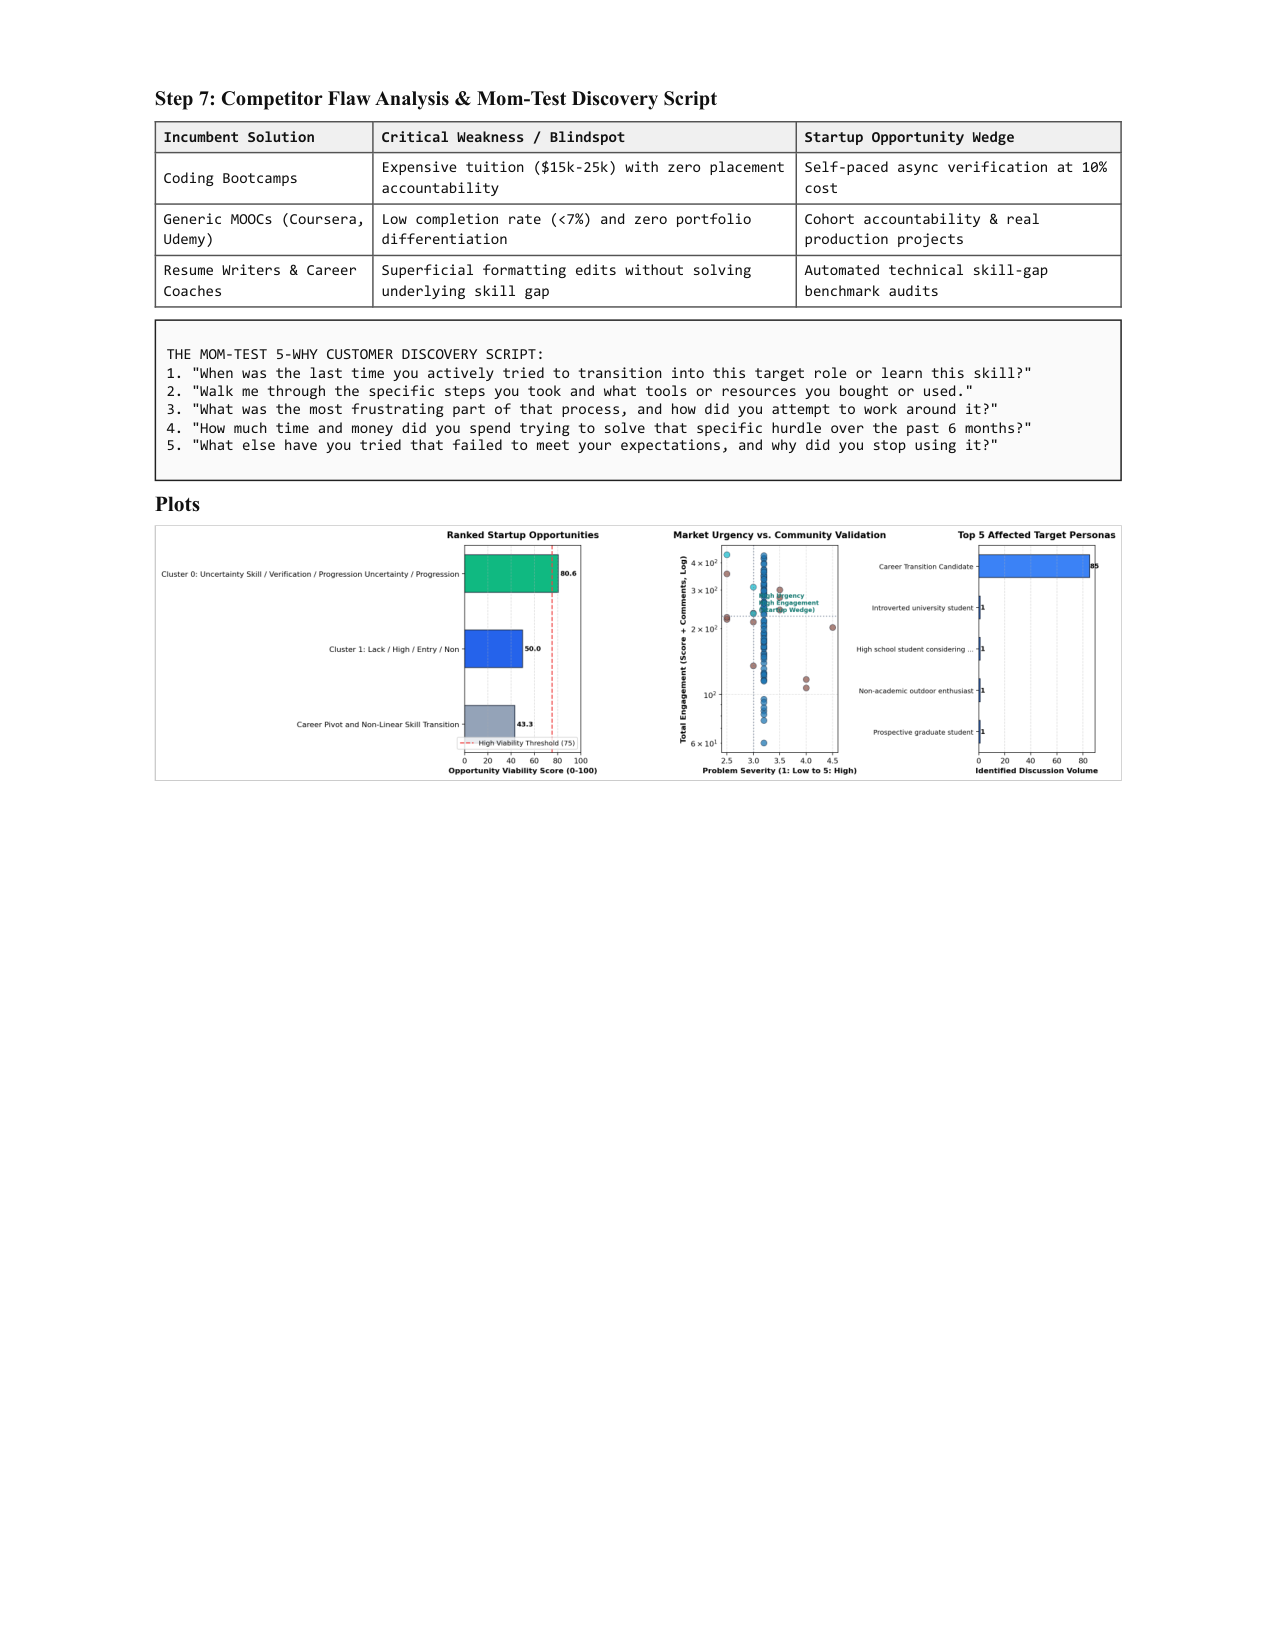 Step 7: Competitor Flaw Analysis & Mom-Test Discovery Script
Incumbent Solution
Critical Weakness / Blindspot
Startup Opportunity Wedge
Coding Bootcamps
Expensive tuition ($15k-25k) with zero placement
accountability
Self-paced async verification at 10%
cost
Generic MOOCs (Coursera,
Udemy)
Low completion rate (<7%) and zero portfolio
differentiation
Cohort accountability & real
production projects
Resume Writers & Career
Coaches
Superficial formatting edits without solving
underlying skill gap
Automated technical skill-gap
benchmark audits
THE MOM-TEST 5-WHY CUSTOMER DISCOVERY SCRIPT:
1. "When was the last time you actively tried to transition into this target role or learn this skill?"
2. "Walk me through the specific steps you took and what tools or resources you bought or used."
3. "What was the most frustrating part of that process, and how did you attempt to work around it?"
4. "How much time and money did you spend trying to solve that specific hurdle over the past 6 months?"
5. "What else have you tried that failed to meet your expectations, and why did you stop using it?"
Plots
Ranked Startup Opportunities
Cluster 0: Uncertainty Skill / Verification / Progression Uncertainty / Progression
80.6
Cluster 1: Lack / High / Entry / Non
50.0
Career Pivot and Non-Linear Skill Transition
43.3
High Viability Threshold (75)
0 20 40 60 80 100
Opportunity Viability Score (0-100)
Market Urgency vs. Community Validation
Total Engagement (Score + Comments, Log)
4 × 10²
3 × 10²
2 × 10²
10²
6 × 10¹
Urgency
Engagement
Wedge)
2.5 3.0 3.5 4.0 4.5
Problem Severity (1: Low to 5: High)
Top 5 Affected Target Personas
Career Transition Candidate
85
Introverted university student
1
High school student considering ...
1
Non-academic outdoor enthusiast
1
Prospective graduate student
1
0 20 40 60 80
Identified Discussion Volume